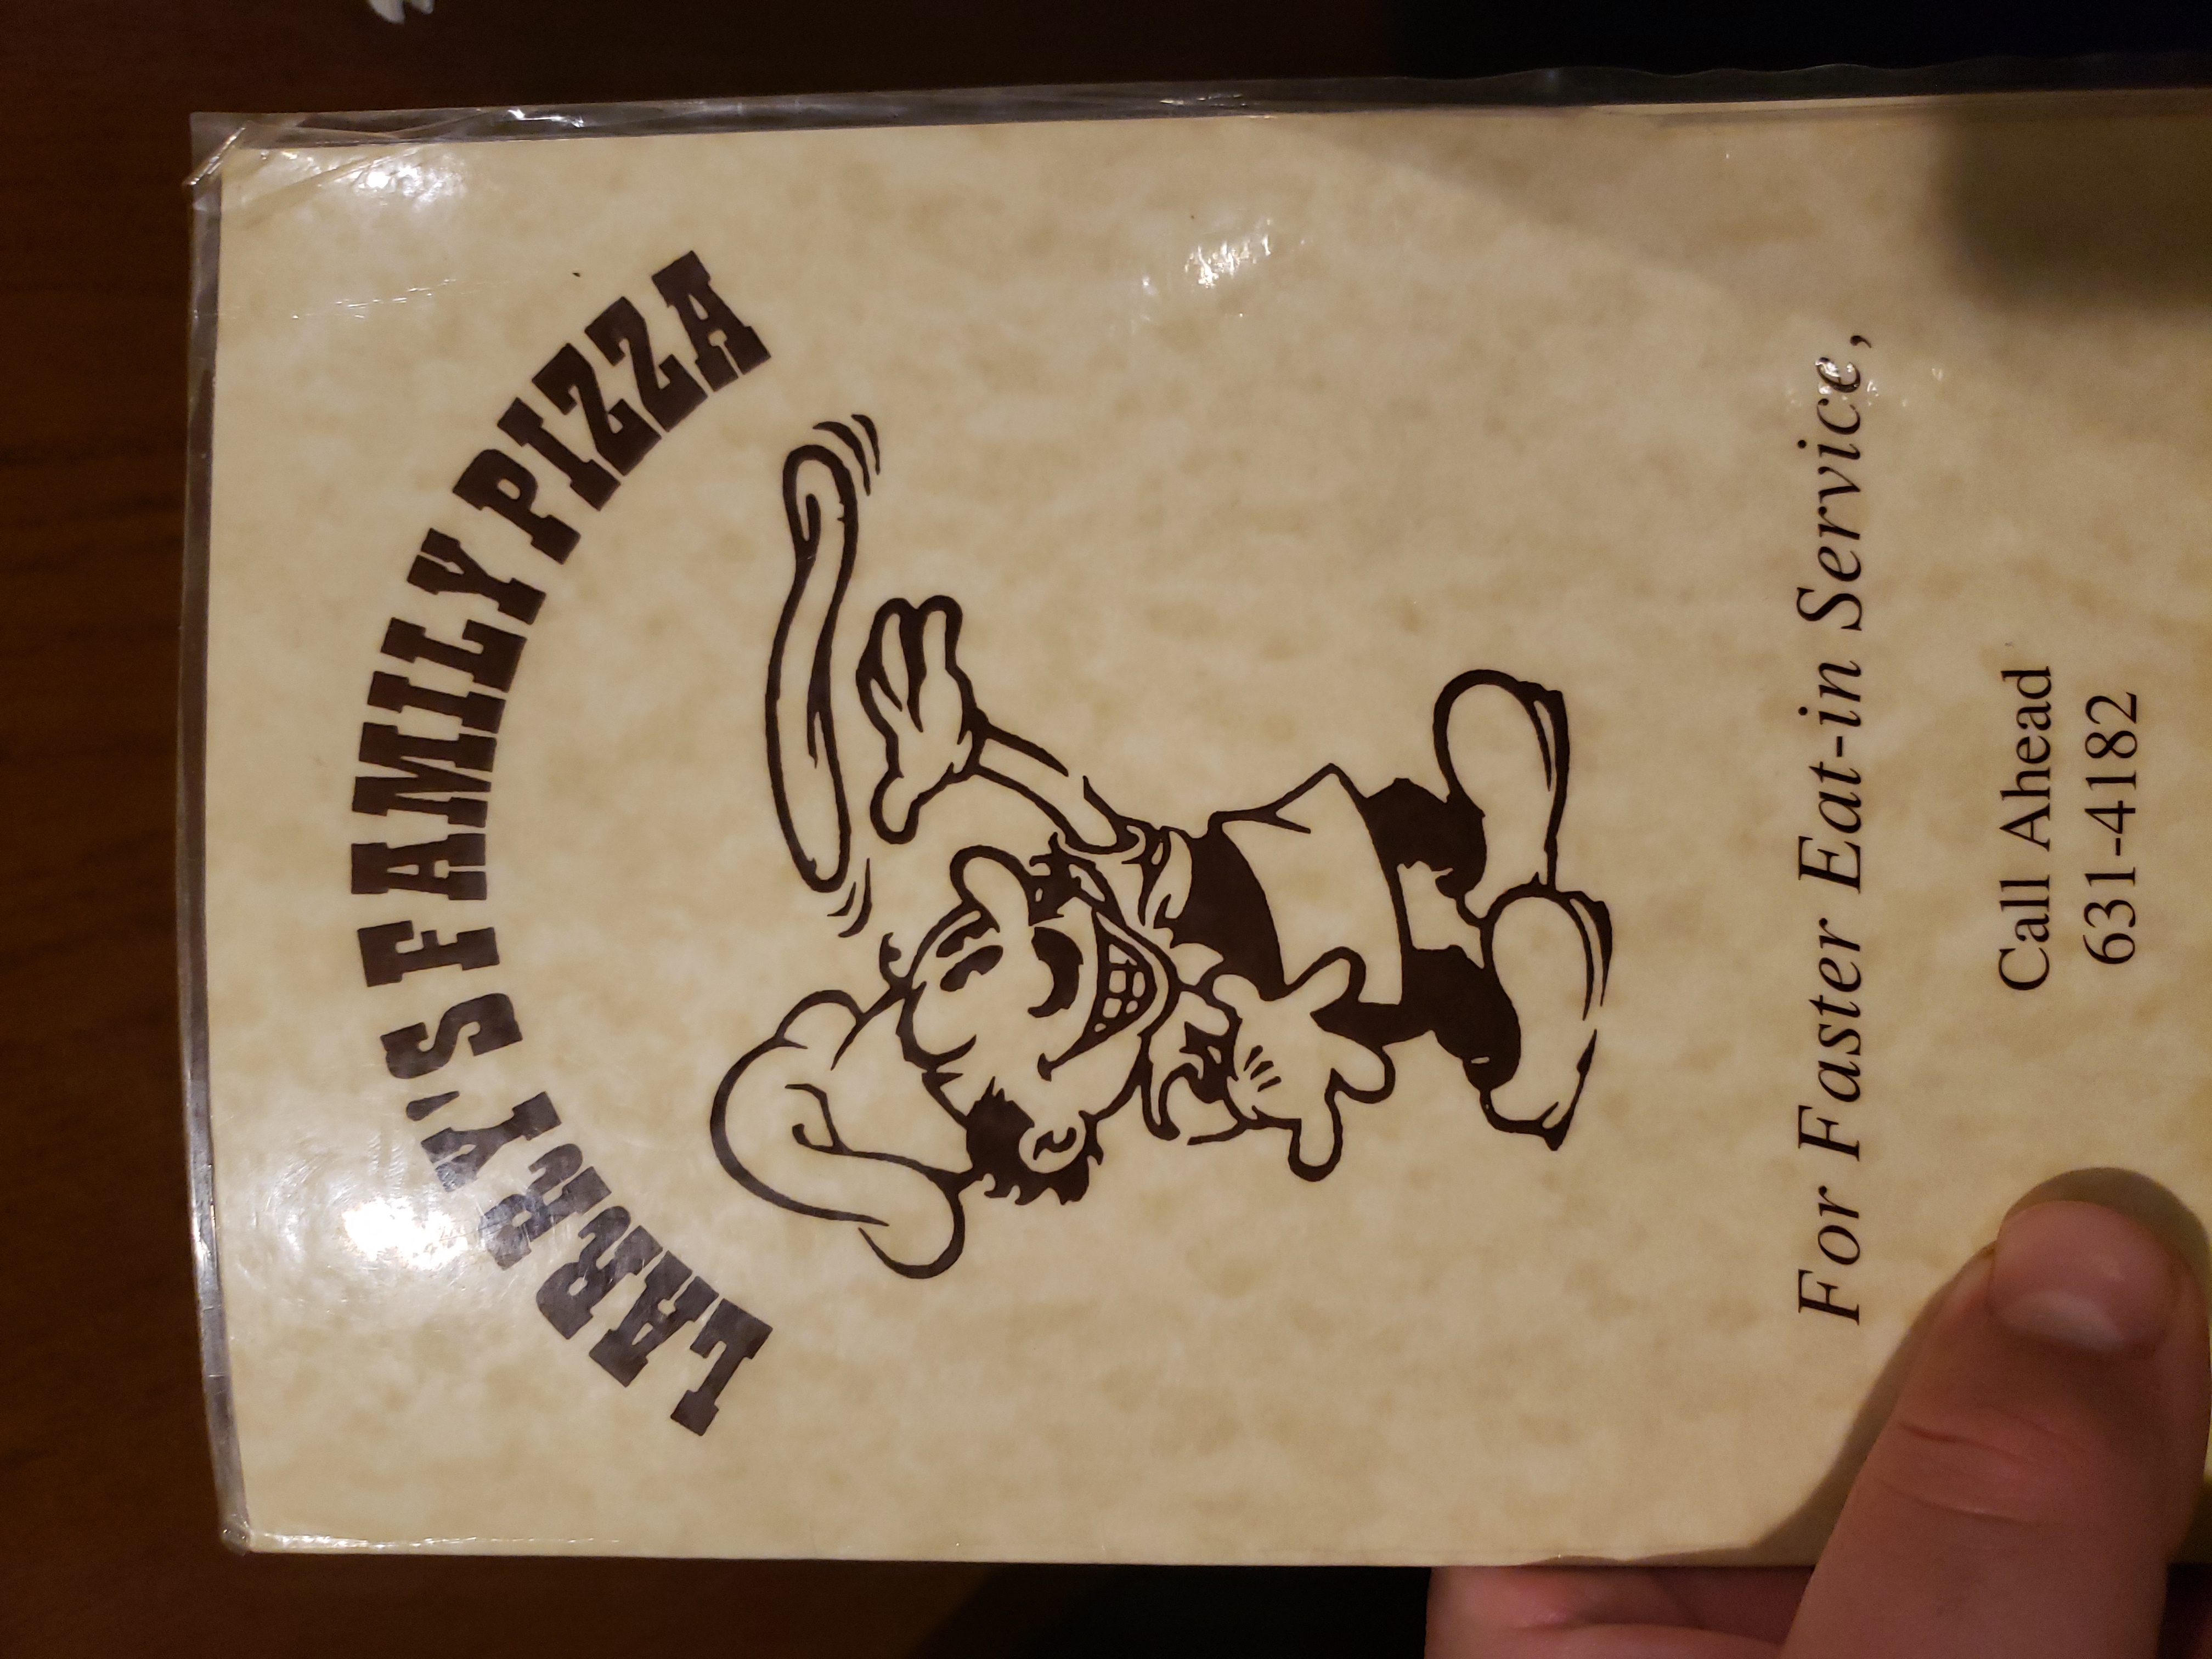 LARRY'S FAMILY PIZZA
For Faster Eat-in Service,
Call Ahead
631-4182